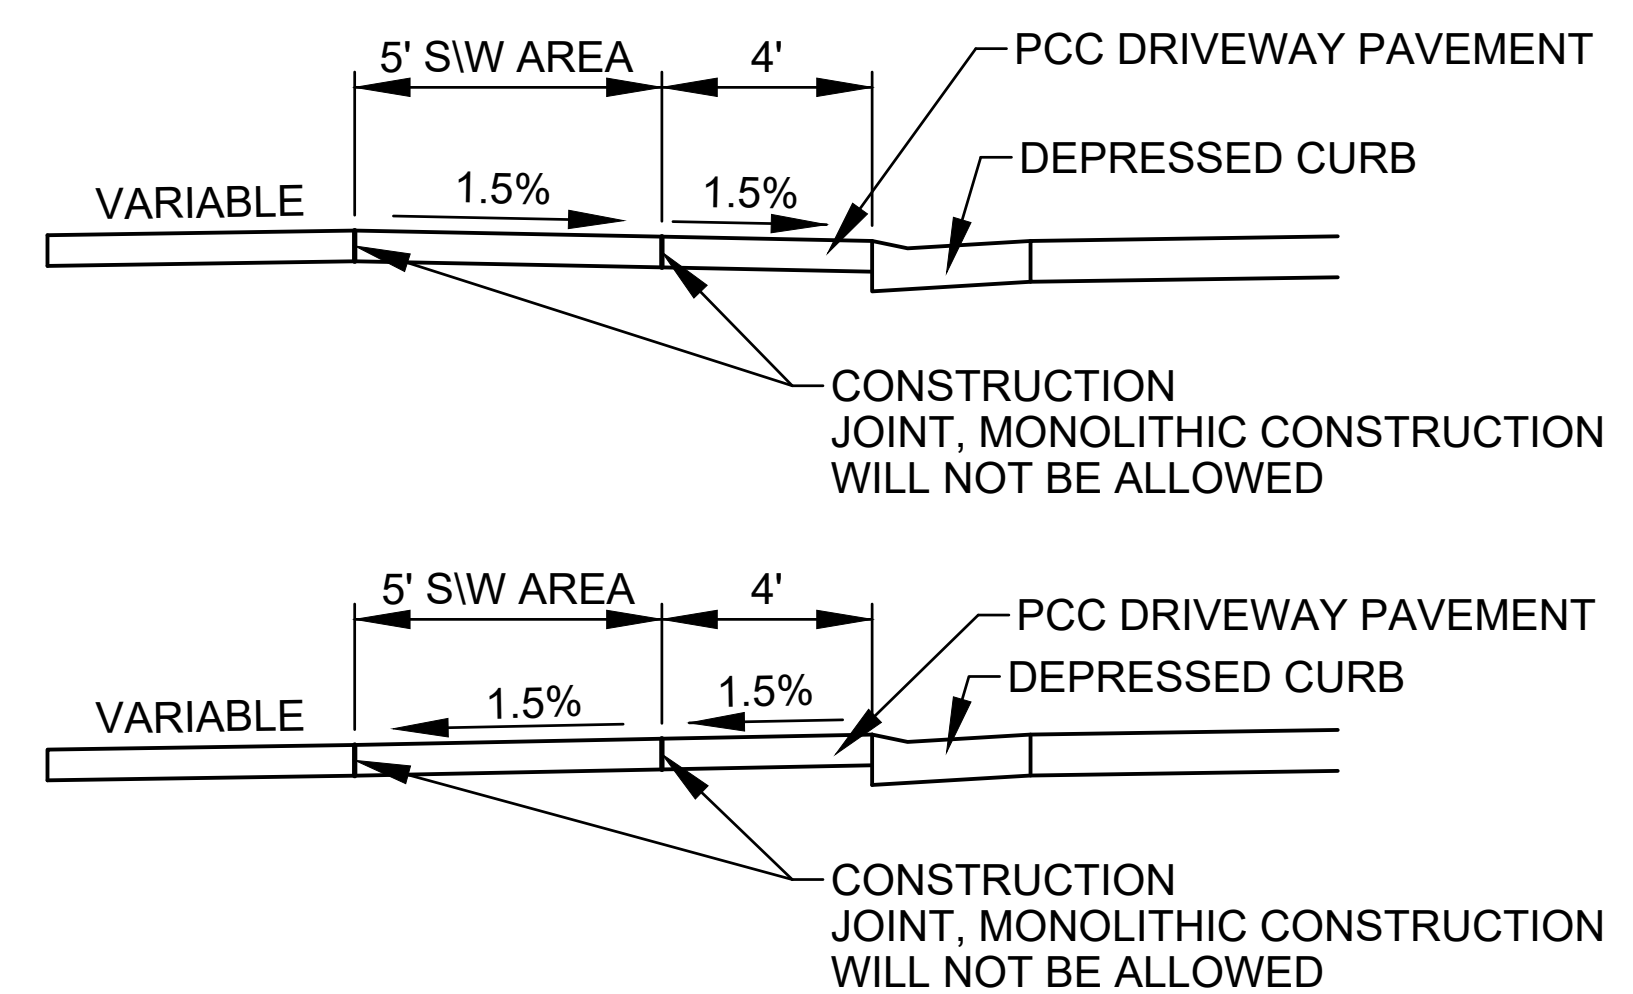 5' S\W AREA
4'
PCC DRIVEWAY PAVEMENT
DEPRESSED CURB
VARIABLE
1.5%
1.5%
CONSTRUCTION
JOINT, MONOLITHIC CONSTRUCTION
WILL NOT BE ALLOWED
5' S\W AREA
4'
PCC DRIVEWAY PAVEMENT
DEPRESSED CURB
VARIABLE
1.5%
1.5%
CONSTRUCTION
JOINT, MONOLITHIC CONSTRUCTION
WILL NOT BE ALLOWED